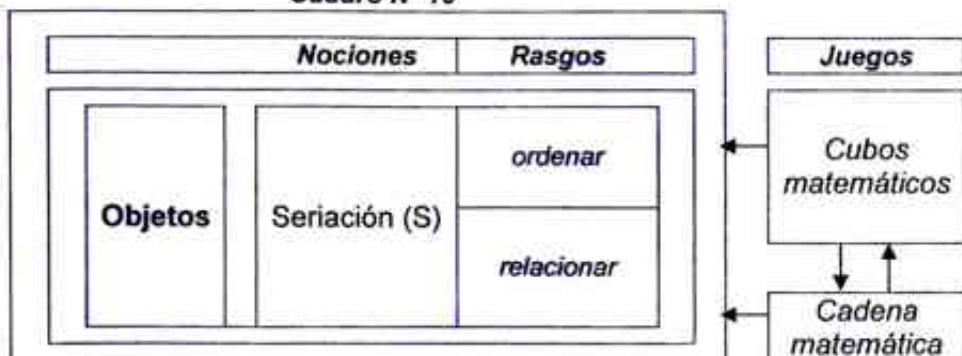 Nociones Rasgos Juegos
Objetos
Seriación (S)
ordenar
relacionar
Cubos
matemáticos
Cadena
matemática